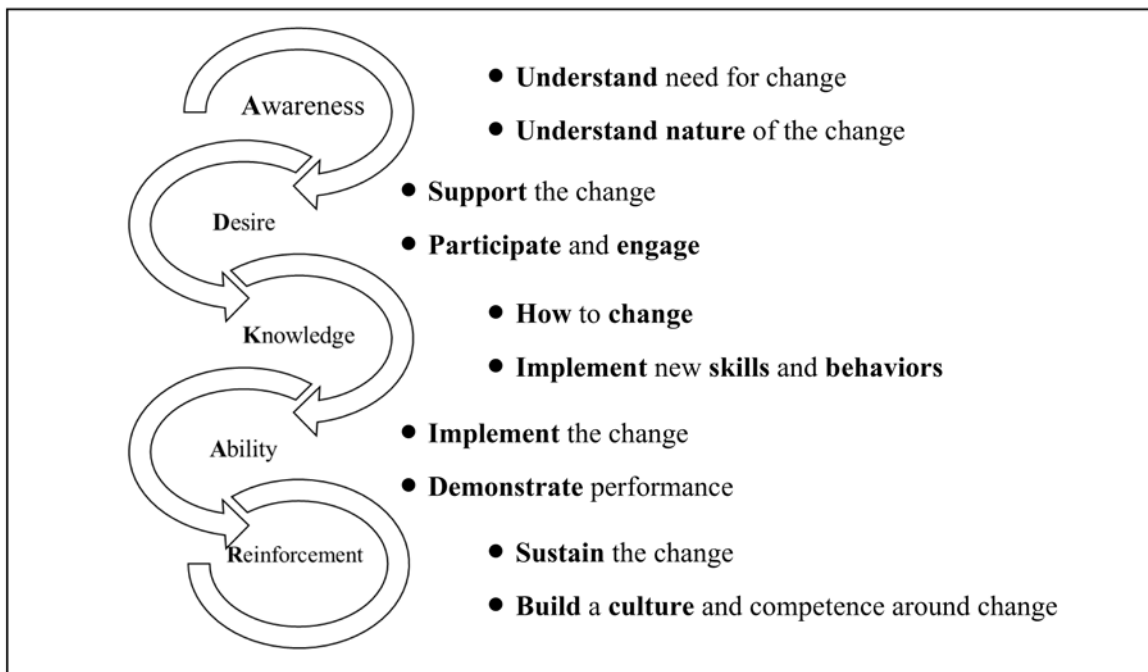 Awareness
● Understand need for change
● Understand nature of the change
Desire
● Support the change
● Participate and engage
Knowledge
● How to change
● Implement new skills and behaviors
Ability
● Implement the change
● Demonstrate performance
Reinforcement
● Sustain the change
● Build a culture and competence around change